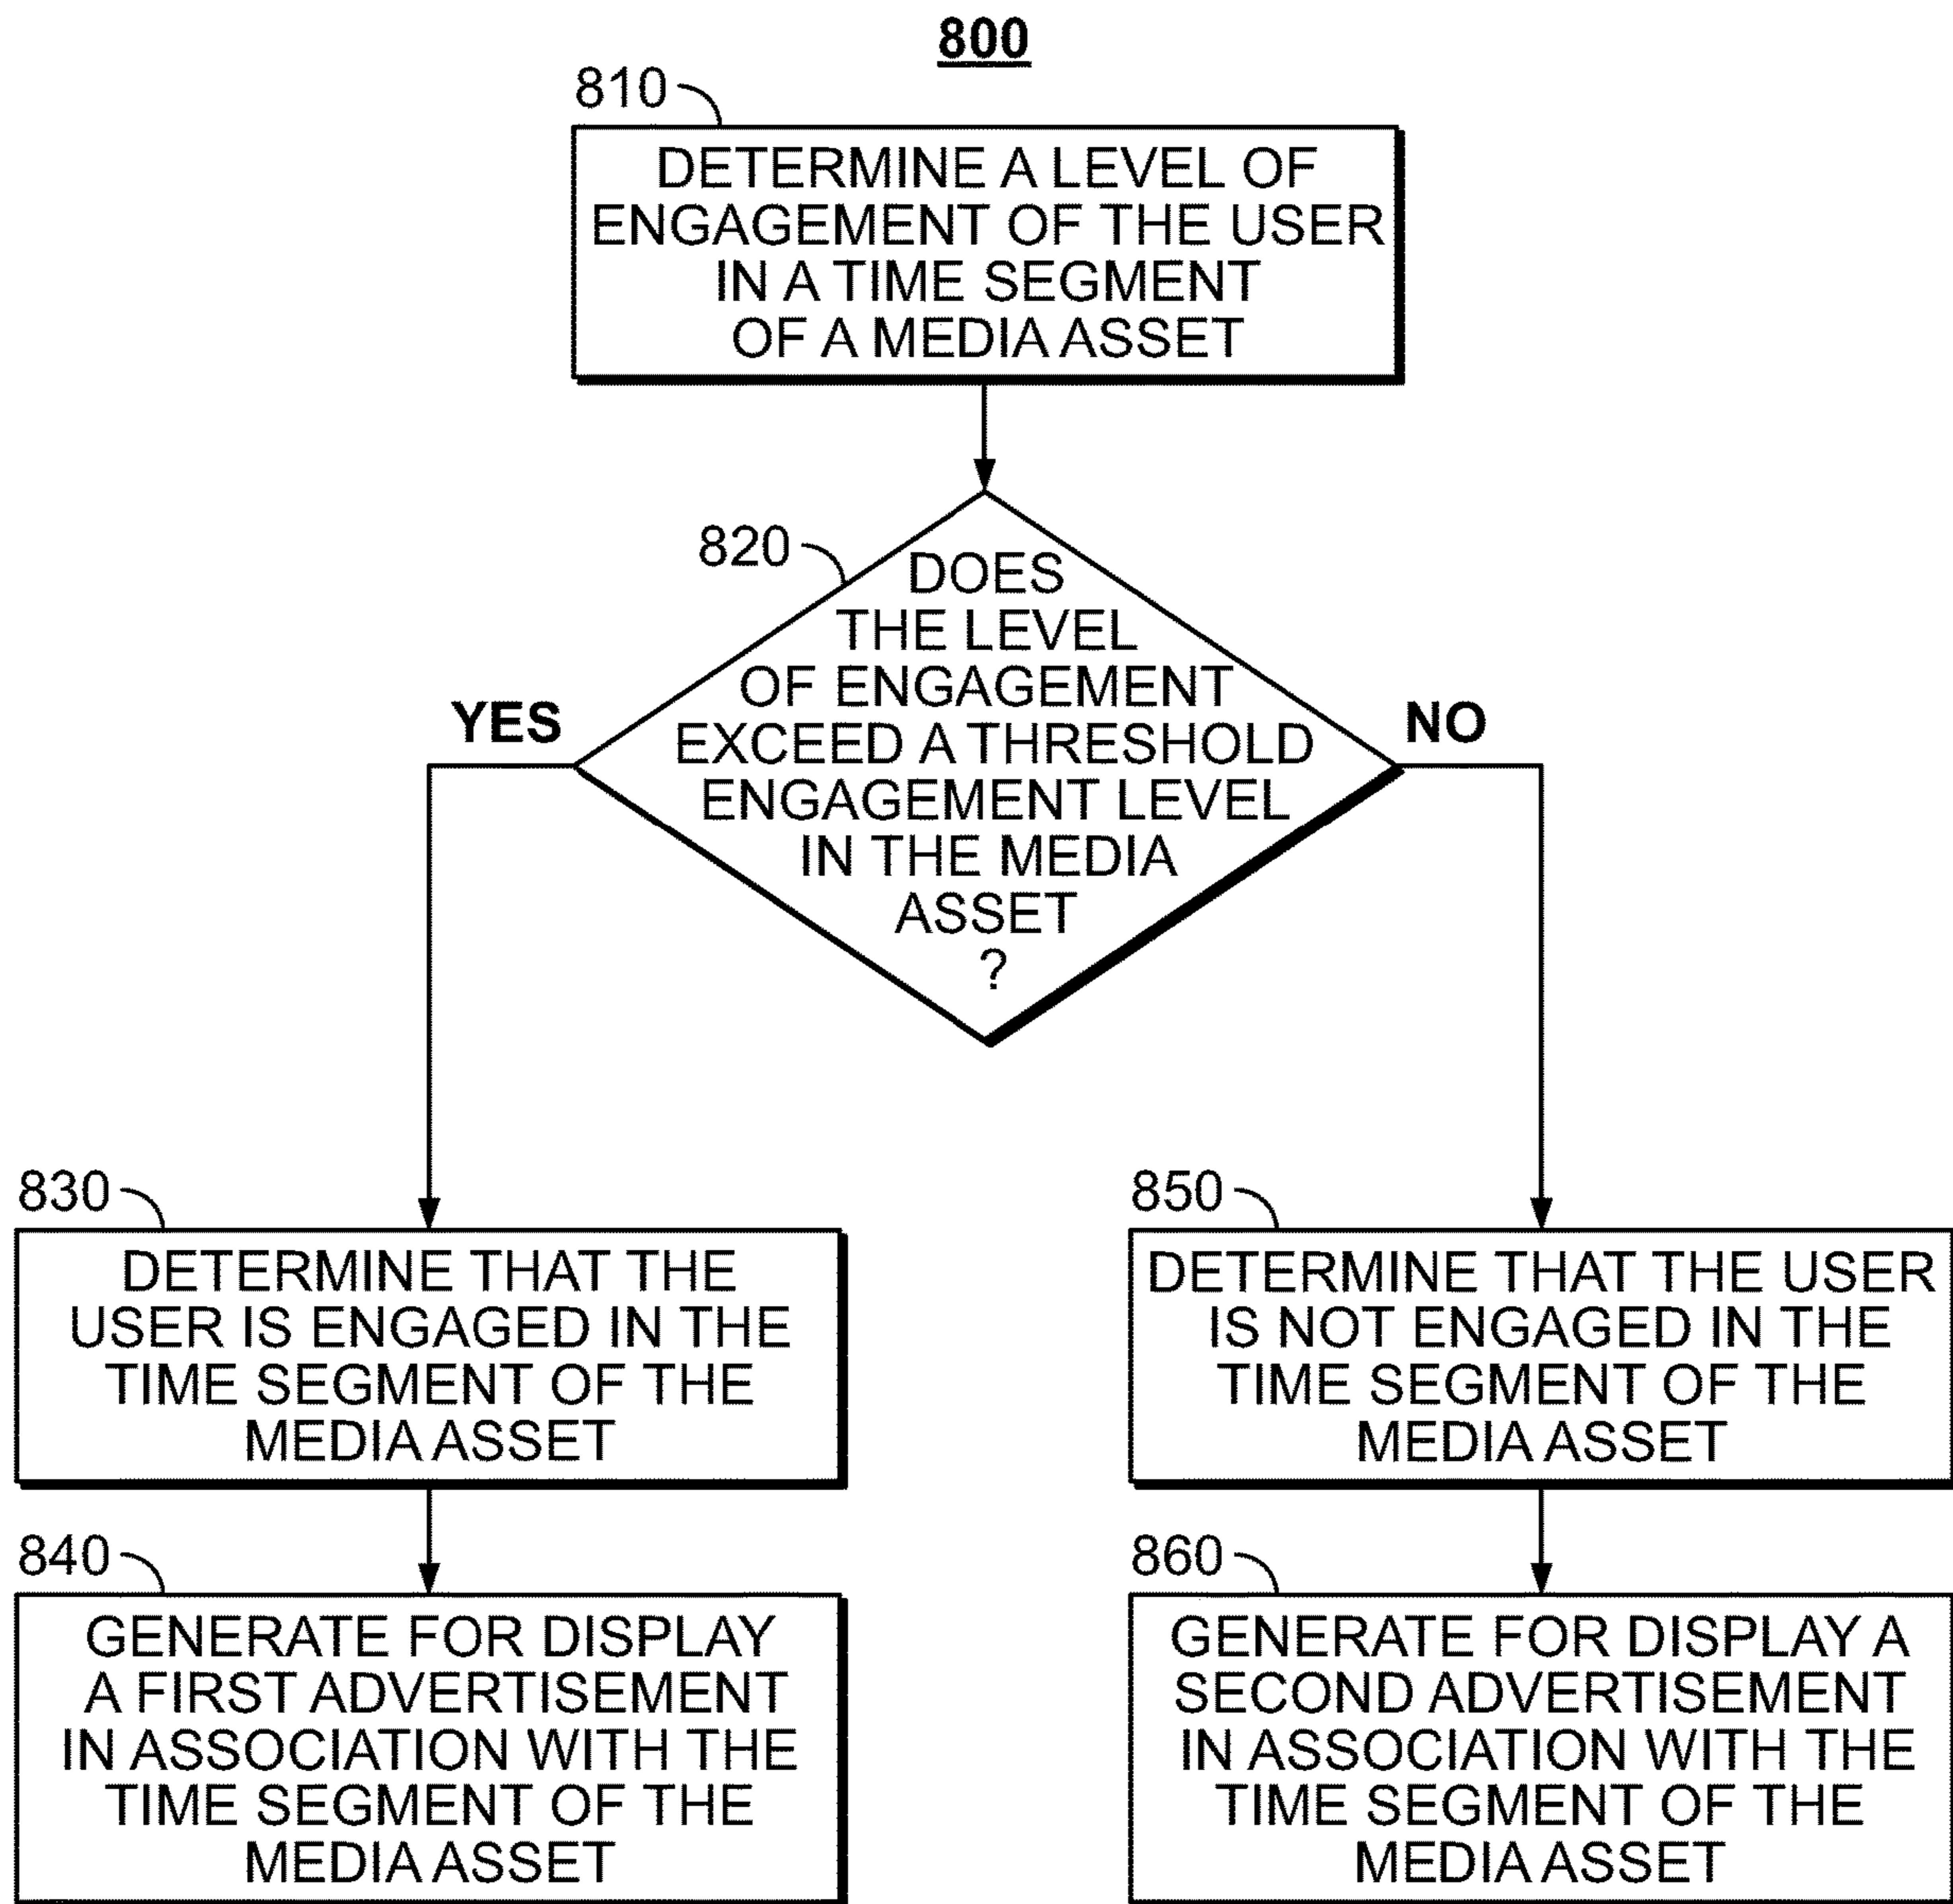 800
810
DETERMINE A LEVEL OF
ENGAGEMENT OF THE USER
IN A TIME SEGMENT
OF A MEDIA ASSET
820
DOES
THE LEVEL
OF ENGAGEMENT
EXCEED A THRESHOLD
ENGAGEMENT LEVEL
IN THE MEDIA
ASSET
?
YES
NO
830
DETERMINE THAT THE
USER IS ENGAGED IN THE
TIME SEGMENT OF THE
MEDIA ASSET
840
GENERATE FOR DISPLAY
A FIRST ADVERTISEMENT
IN ASSOCIATION WITH THE
TIME SEGMENT OF THE
MEDIA ASSET
850
DETERMINE THAT THE USER
IS NOT ENGAGED IN THE
TIME SEGMENT OF THE
MEDIA ASSET
860
GENERATE FOR DISPLAY A
SECOND ADVERTISEMENT
IN ASSOCIATION WITH THE
TIME SEGMENT OF THE
MEDIA ASSET